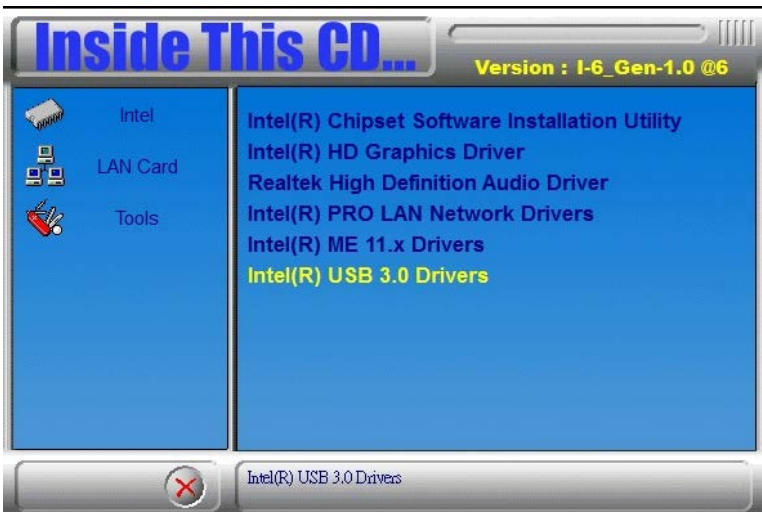 Inside This CD...
Version : I-6_Gen-1.0 @6
Intel
LAN Card
Tools
Intel(R) Chipset Software Installation Utility
Intel(R) HD Graphics Driver
Realtek High Definition Audio Driver
Intel(R) PRO LAN Network Drivers
Intel(R) ME 11.x Drivers
Intel(R) USB 3.0 Drivers
Intel(R) USB 3.0 Drivers